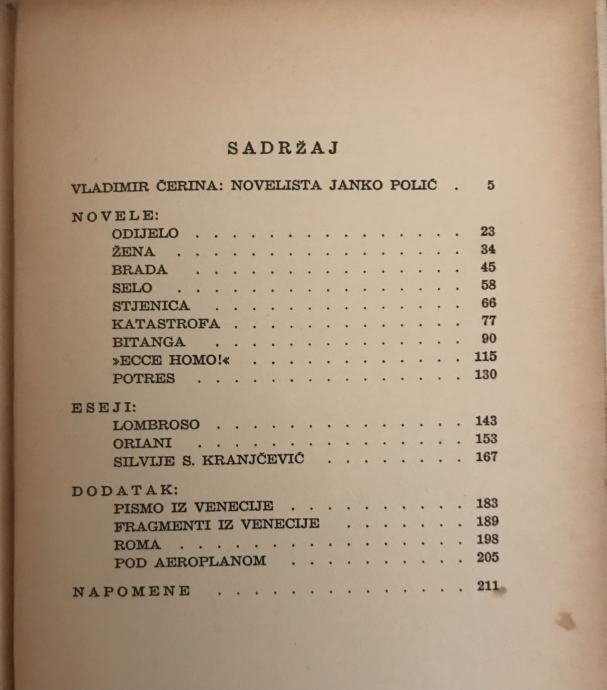 SADRŽAJ
VLADIMIR ČERINA: NOVELISTA JANKO POLIĆ . 5
NOVELE:
ODIJELO . . . . . . . . . . . . . . . 23
ŽENA . . . . . . . . . . . . . . . . 34
BRADA . . . . . . . . . . . . . . . 45
SELO . . . . . . . . . . . . . . . . 58
STJENICA . . . . . . . . . . . . . . 66
KATASTROFA . . . . . . . . . . . . . 77
BITANGA . . . . . . . . . . . . . . 90
»ECCE HOMO!« . . . . . . . . . . . . 115
POTRES . . . . . . . . . . . . . . . 130
ESEJI:
LOMBROSO . . . . . . . . . . . . . . 143
ORIANI . . . . . . . . . . . . . . . 153
SILVIJE S. KRANJČEVIĆ . . . . . . . . 167
DODATAK:
PISMO IZ VENECIJE . . . . . . . . . . 183
FRAGMENTI IZ VENECIJE . . . . . . . 189
ROMA . . . . . . . . . . . . . . . . 198
POD AEROPLANOM . . . . . . . . . . 205
NAPOMENE . . . . . . . . . . . . . . 211